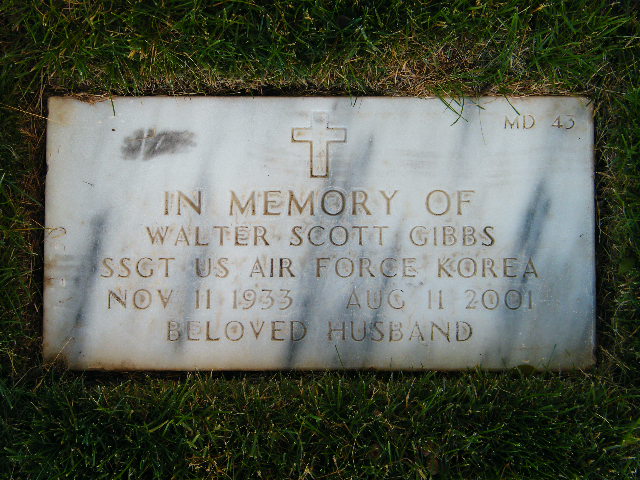 MD 43
IN MEMORY OF
WALTER SCOTT GIBBS
SSGT US AIR FORCE KOREA
NOV 11 1933 AUG 11 2001
BELOVED HUSBAND